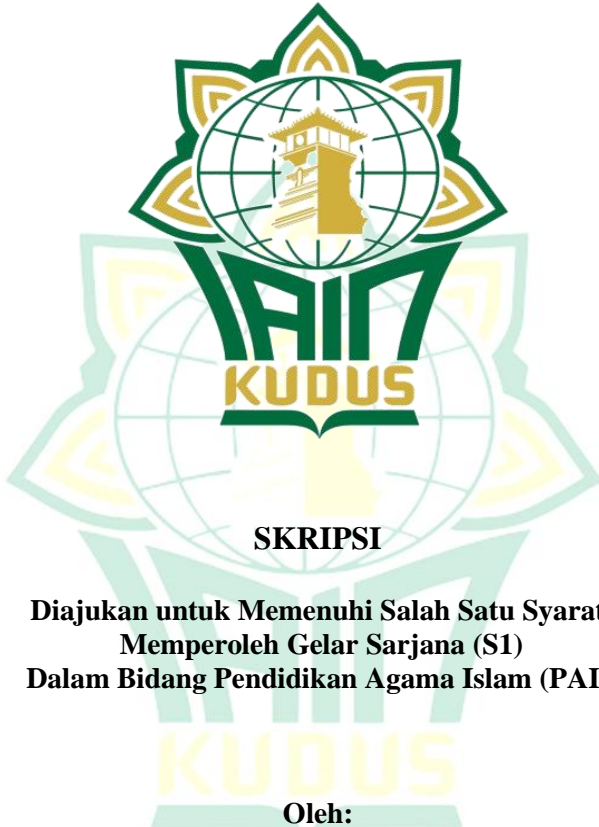 IAIN
KUDUS
SKRIPSI
Diajukan untuk Memenuhi Salah Satu Syarat
Memperoleh Gelar Sarjana (S1)
Dalam Bidang Pendidikan Agama Islam (PAI
KUDUS
Oleh: